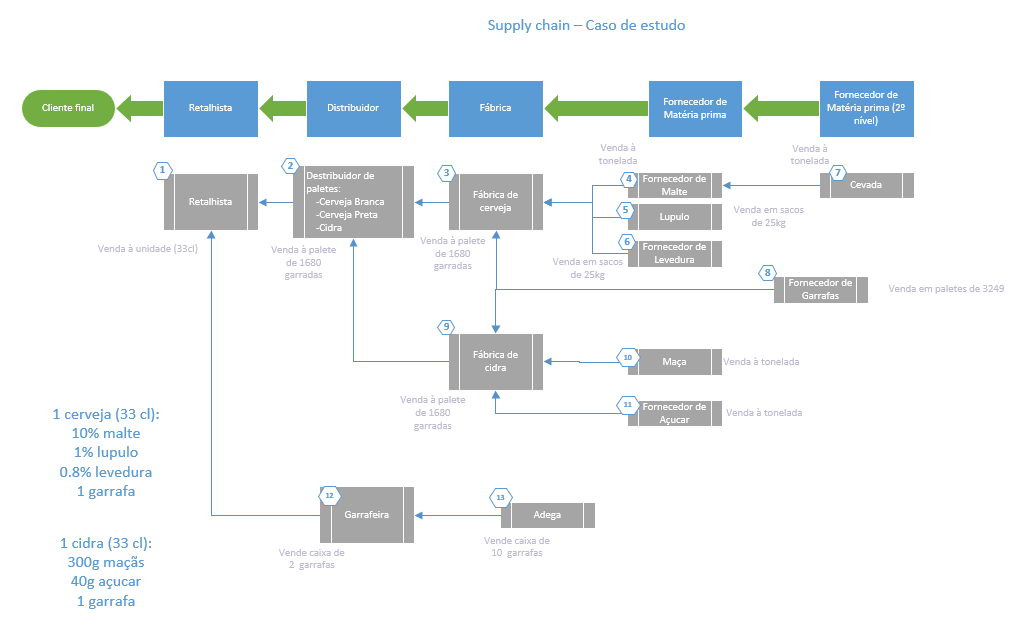 Supply chain – Caso de estudo
Cliente final
Retalhista
Distribuidor
Fábrica
Fornecedor de
Matéria prima
Fornecedor de
Matéria prima (2º
nível)
1
Retalhista
Venda à unidade (33cl)
2
Destribuidor de
paletes:
-Cerveja Branca
-Cerveja Preta
-Cidra
Venda à palete
de 1680
garradas
3
Fábrica de
cerveja
Venda à palete
de 1680
garradas
Venda à
tonelada
4
Fornecedor de
Malte
5
Lupulo
6
Fornecedor de
Levedura
Venda em sacos
de 25kg
Venda à
tonelada
7
Cevada
Venda em sacos
de 25kg
8
Fornecedor de
Garrafas
Venda em paletes de 3249
9
Fábrica de
cidra
Venda à palete
de 1680
garradas
10
Maça
Venda à tonelada
11
Fornecedor de
Açucar
Venda à tonelada
1 cerveja (33 cl):
10% malte
1% lupulo
0.8% levedura
1 garrafa
1 cidra (33 cl):
300g maçãs
40g açucar
1 garrafa
12
Garrafeira
Vende caixa de
2 garrafas
13
Adega
Vende caixa de
10 garrafas